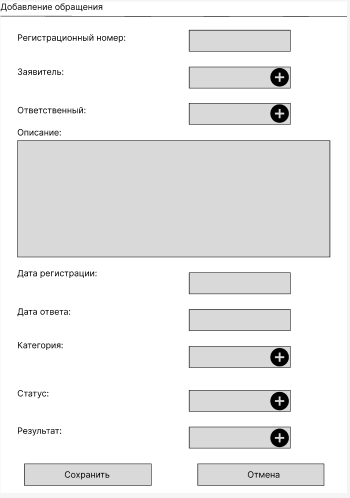 Добавление обращения
Регистрационный номер:
Заявитель:
Ответственный:
Описание:
Дата регистрации:
Дата ответа:
Категория:
Статус:
Результат:
Сохранить
Отмена